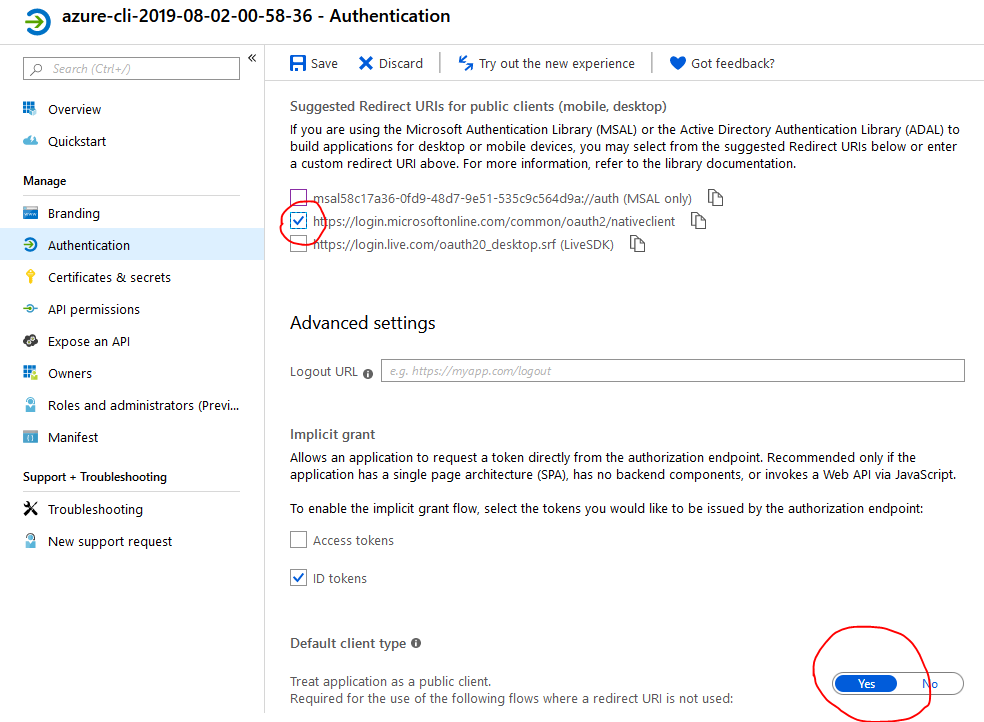 azure-cli-2019-08-02-00-58-36 - Authentication
Search (Ctrl+/)
«
Overview
Quickstart
Manage
Branding
Authentication
Certificates & secrets
API permissions
Expose an API
Owners
Roles and administrators (Previ...
Manifest
Support + Troubleshooting
Troubleshooting
New support request
Save
Discard
Try out the new experience
Got feedback?
Suggested Redirect URIs for public clients (mobile, desktop)
If you are using the Microsoft Authentication Library (MSAL) or the Active Directory Authentication Library (ADAL) to
build applications for desktop or mobile devices, you may select from the suggested Redirect URIs below or enter
a custom redirect URI above. For more information, refer to the library documentation.
msal58c17a36-0fd9-48d7-9e51-535c9c564d9a://auth (MSAL only)
https://login.microsoftonline.com/common/oauth2/nativeclient
https://login.live.com/oauth20_desktop.srf (LiveSDK)
Advanced settings
Logout URL
e.g. https://myapp.com/logout
Implicit grant
Allows an application to request a token directly from the authorization endpoint. Recommended only if the
application has a single page architecture (SPA), has no backend components, or invokes a Web API via JavaScript.
To enable the implicit grant flow, select the tokens you would like to be issued by the authorization endpoint:
Access tokens
ID tokens
Default client type
Treat application as a public client.
Required for the use of the following flows where a redirect URI is not used:
Yes
No